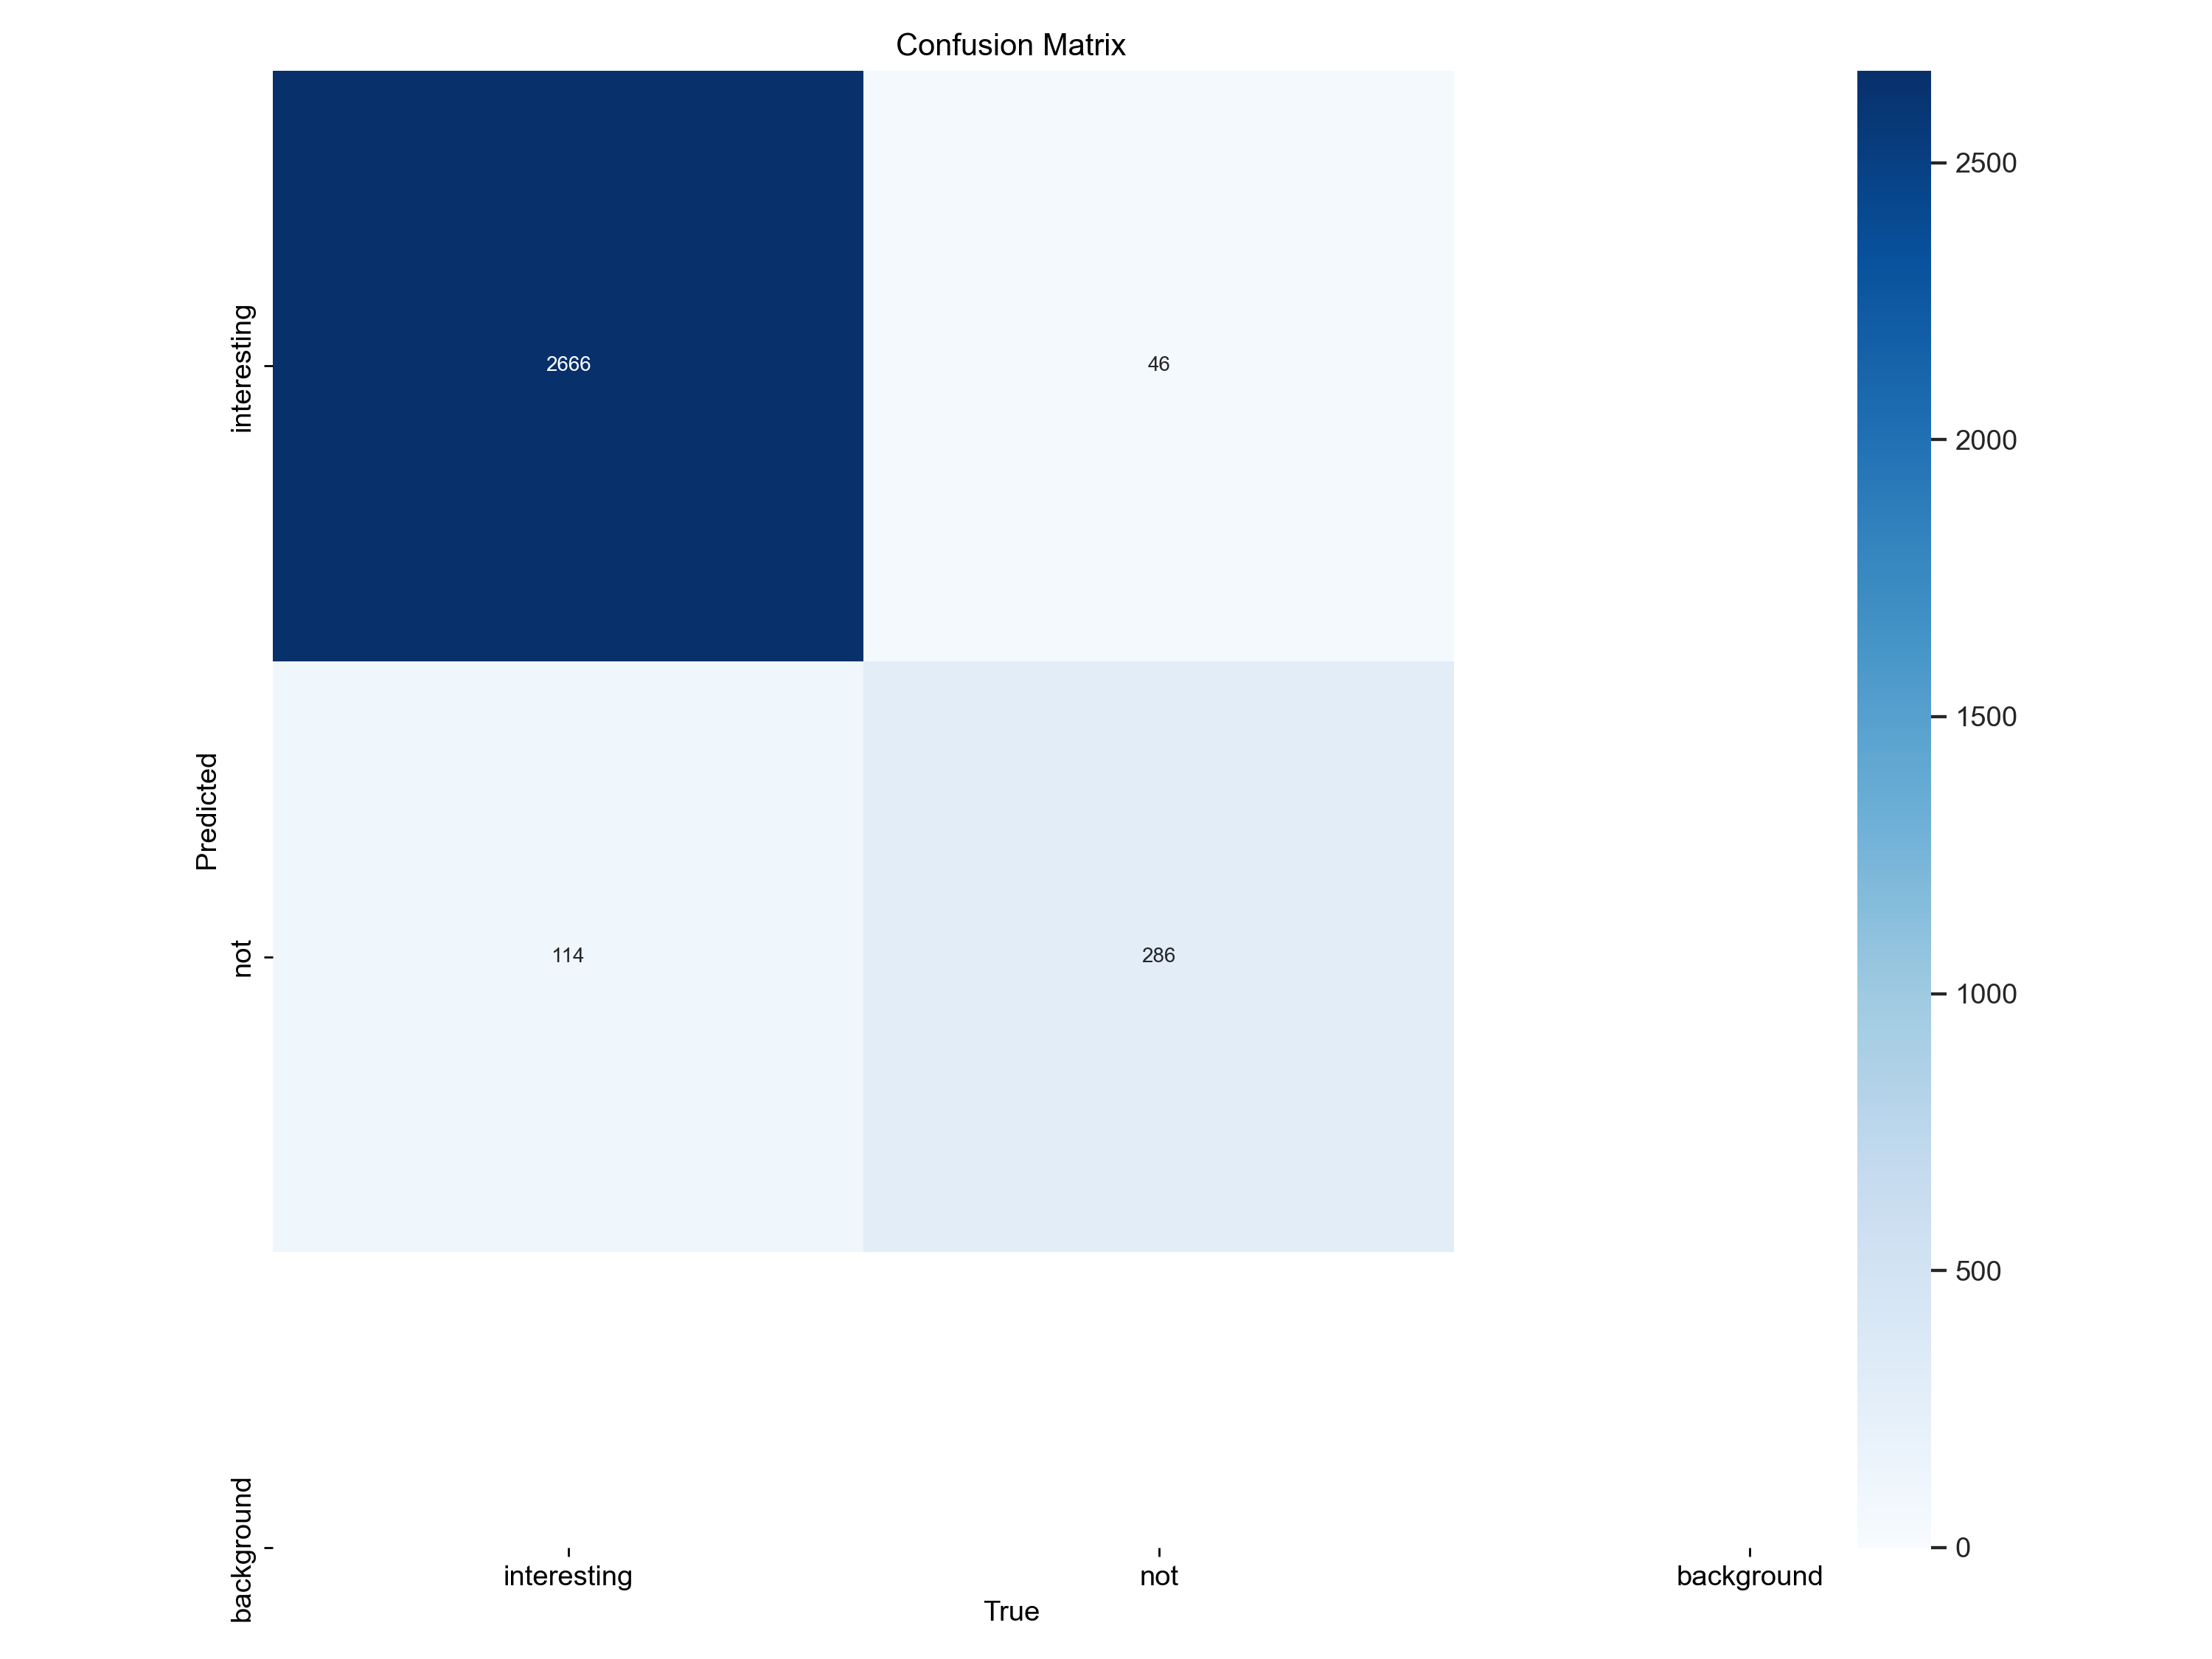 Confusion Matrix
interesting
2666
46
2500
2000
1500
Predicted
not
114
286
1000
500
background
0
interesting
not
background
True